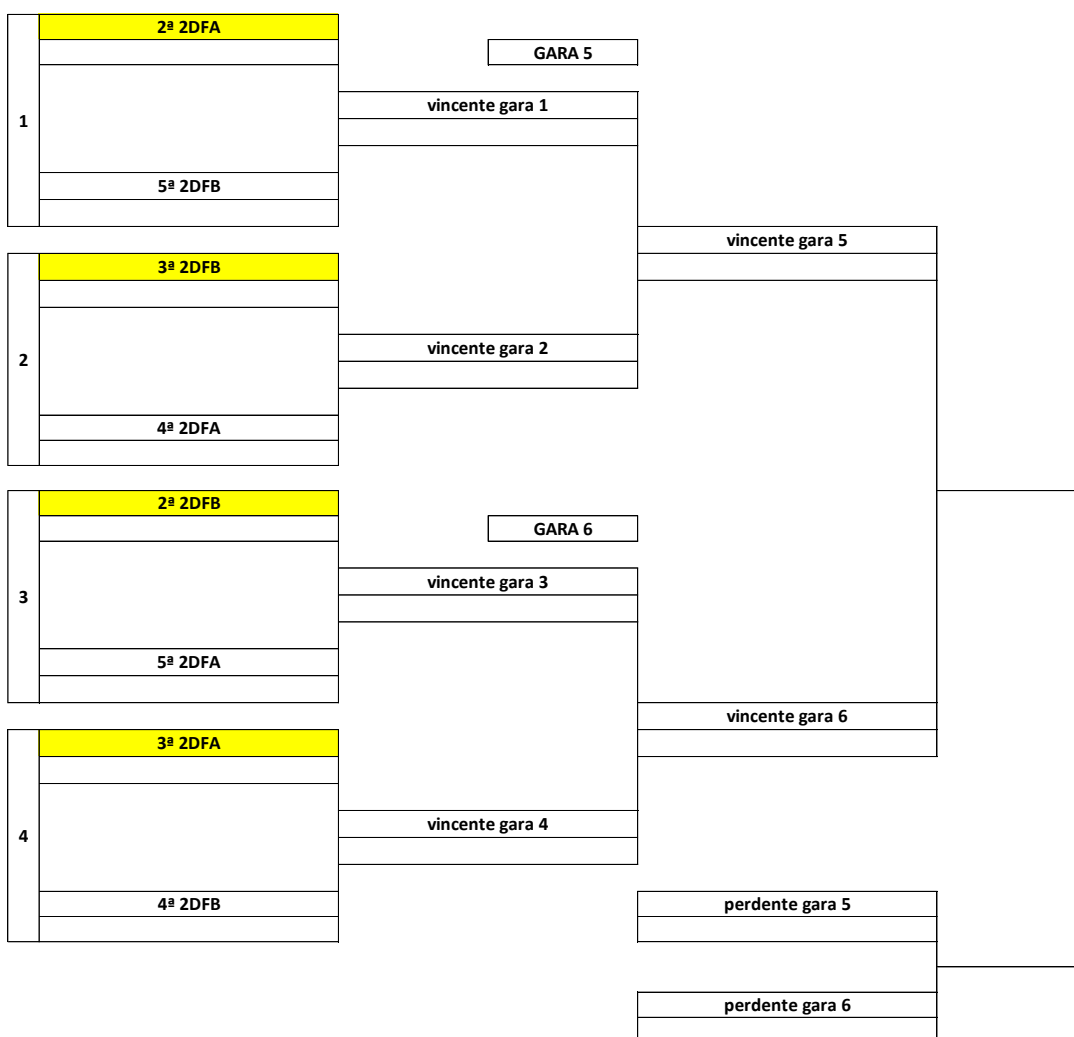 2ª 2DFA
GARA 5
vincente gara 1
1
5ª 2DFB
vincente gara 5
3ª 2DFB
vincente gara 2
2
4ª 2DFA
2ª 2DFB
GARA 6
vincente gara 3
3
5ª 2DFA
vincente gara 6
3ª 2DFA
vincente gara 4
4
4ª 2DFB
perdente gara 5
perdente gara 6